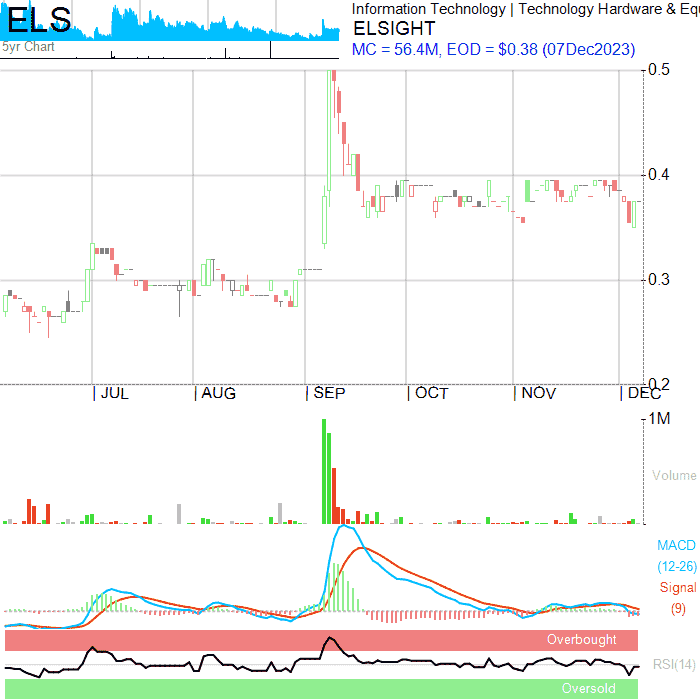 ELS
5yr Chart
Information Technology | Technology Hardware & Equ
ELSIGHT
MC = 56.4M, EOD = $0.38 (07Dec2023)
0.5
0.4
0.3
0.2
JUL AUG SEP OCT NOV DEC
1M
Volume
MACD
(12-26)
Signal
(9)
Overbought
RSI(14)
Oversold